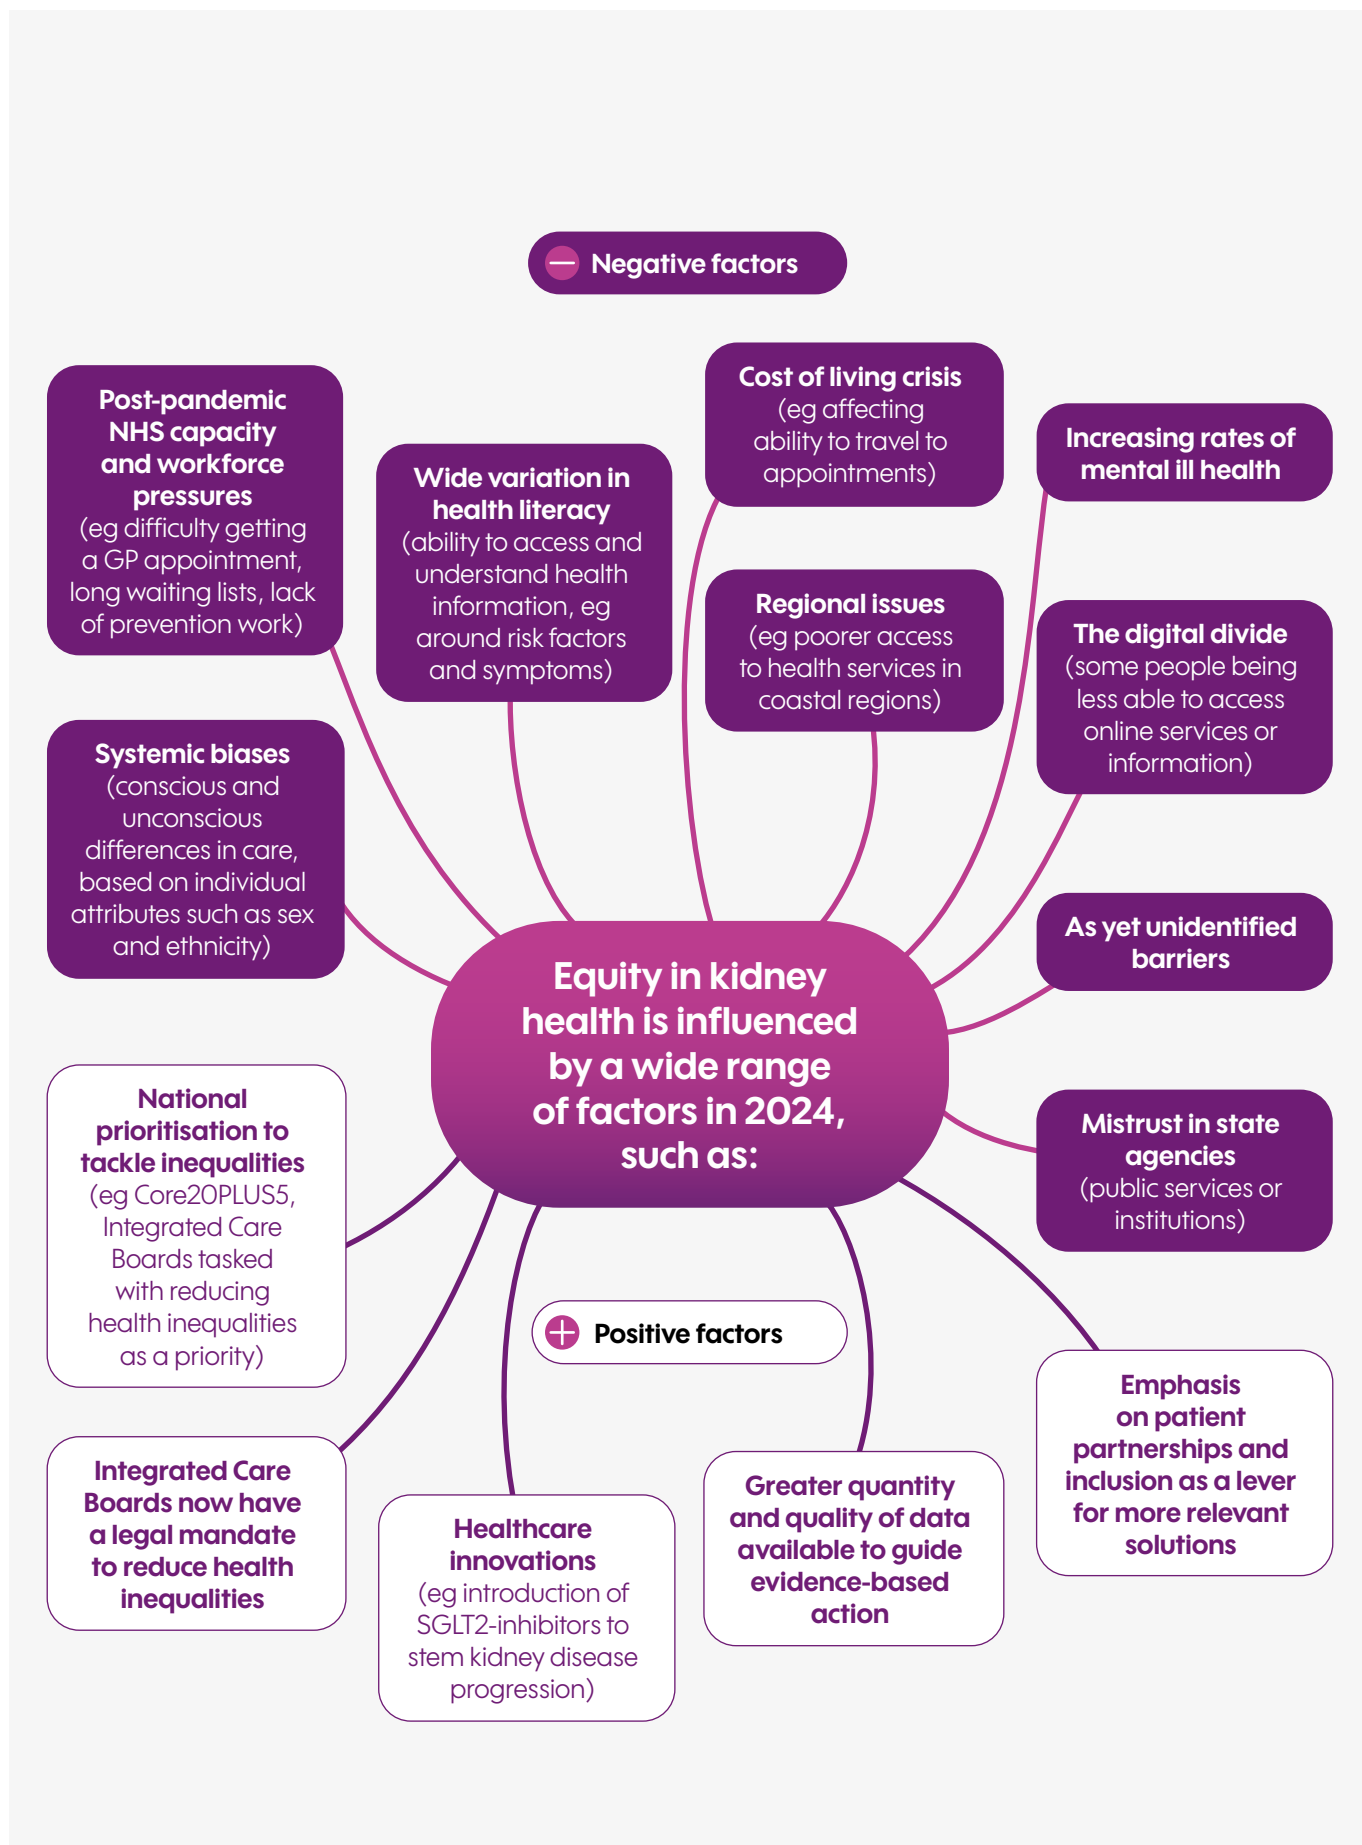 Negative factors
Post-pandemic
NHS capacity
and workforce
pressures
(eg difficulty getting
a GP appointment,
long waiting lists, lack
of prevention work)
Wide variation in
health literacy
(ability to access and
understand health
information, eg
around risk factors
and symptoms)
Cost of living crisis
(eg affecting
ability to travel to
appointments)
Increasing rates of
mental ill health
Regional issues
(eg poorer access
to health services in
coastal regions)
The digital divide
(some people being
less able to access
online services or
information)
Systemic biases
(conscious and
unconscious
differences in care,
based on individual
attributes such as sex
and ethnicity)
As yet unidentified
barriers
Equity in kidney
health is influenced
by a wide range
of factors in 2024,
such as:
Mistrust in state
agencies
(public services or
institutions)
National
prioritisation to
tackle inequalities
(eg Core20PLUS5,
Integrated Care
Boards tasked
with reducing
health inequalities
as a priority)
Positive factors
Emphasis
on patient
partnerships and
inclusion as a lever
for more relevant
solutions
Integrated Care
Boards now have
a legal mandate
to reduce health
inequalities
Healthcare
innovations
(eg introduction of
SGLT2-inhibitors to
stem kidney disease
progression)
Greater quantity
and quality of data
available to guide
evidence-based
action